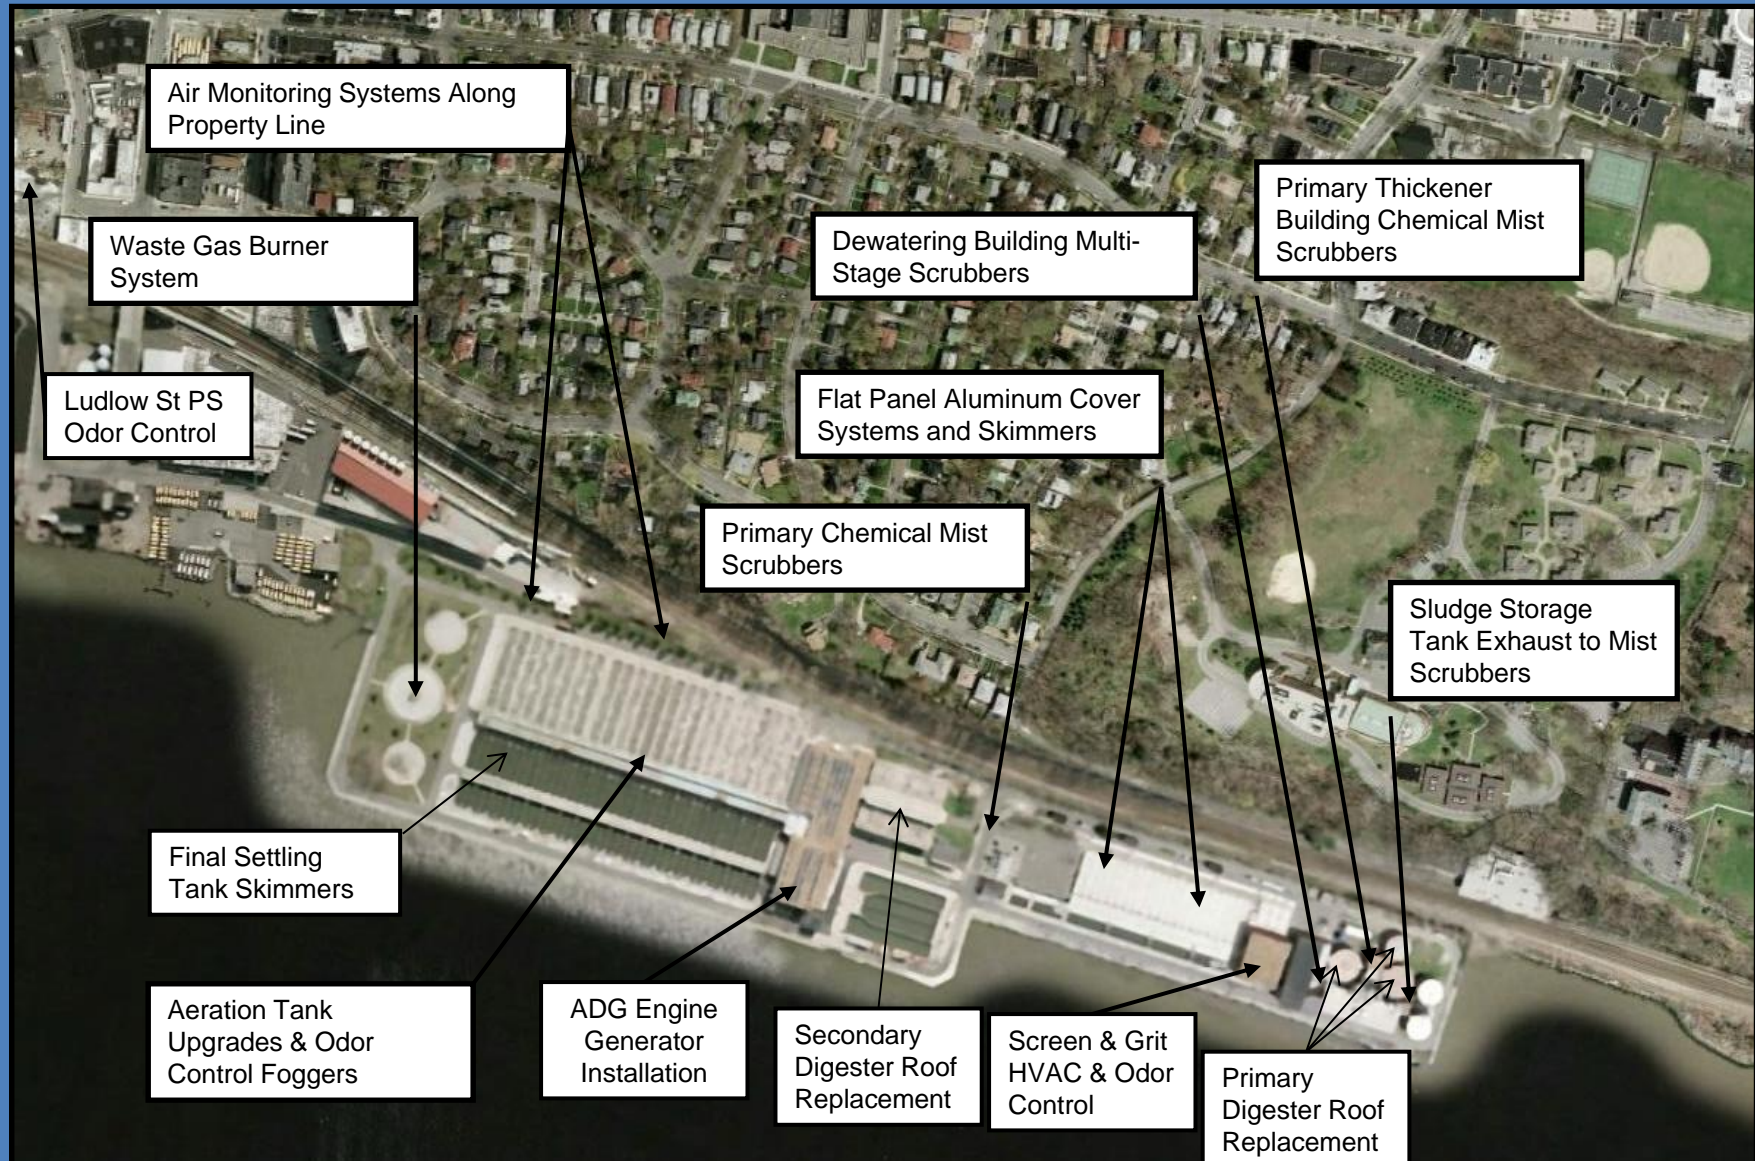 Air Monitoring Systems Along
Property Line
Waste Gas Burner
System
Ludlow St PS
Odor Control
Dewatering Building Multi-
Stage Scrubbers
Primary Thickener
Building Chemical Mist
Scrubbers
Flat Panel Aluminum Cover
Systems and Skimmers
Primary Chemical Mist
Scrubbers
Sludge Storage
Tank Exhaust to Mist
Scrubbers
Final Settling
Tank Skimmers
Aeration Tank
Upgrades & Odor
Control Foggers
ADG Engine
Generator
Installation
Secondary
Digester Roof
Replacement
Screen & Grit
HVAC & Odor
Control
Primary
Digester Roof
Replacement